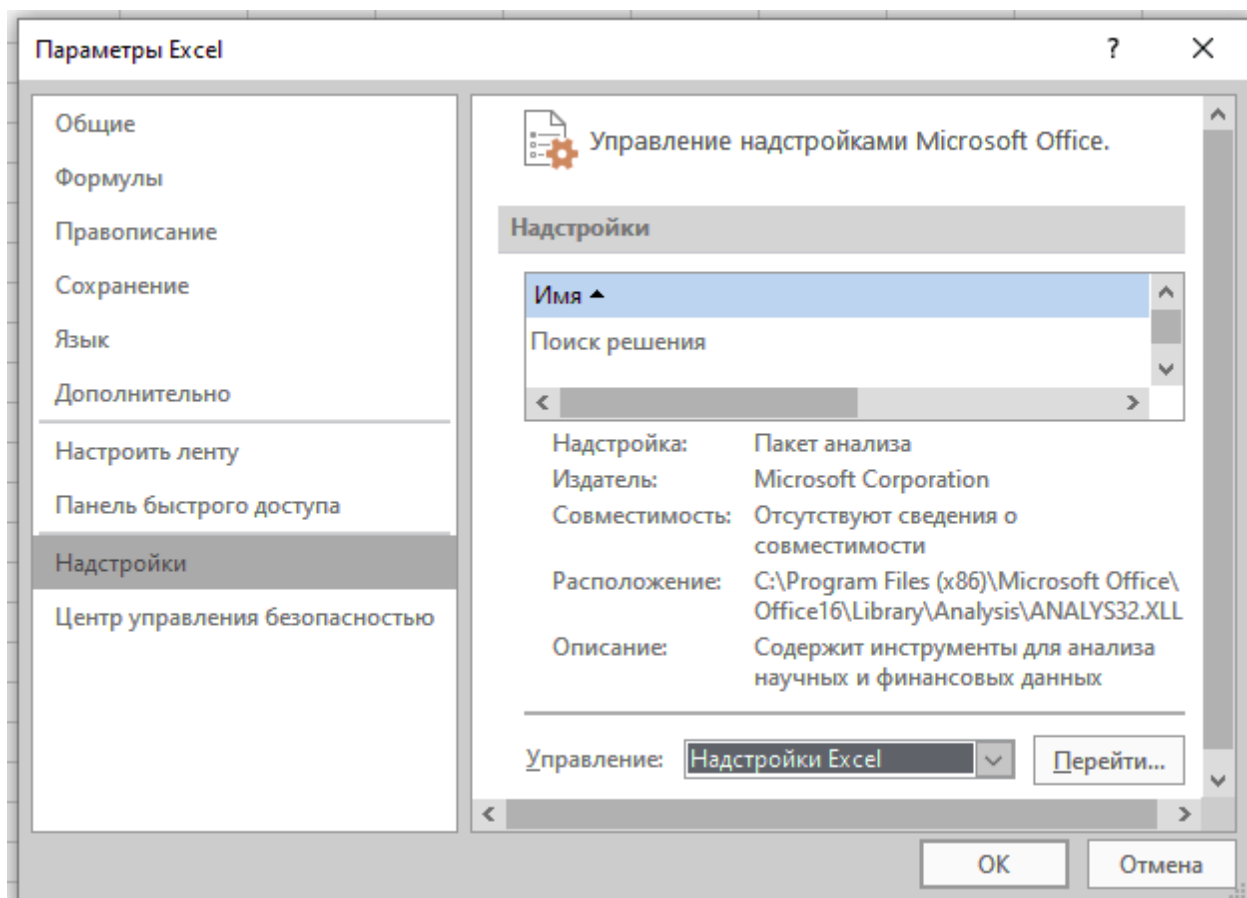 Параметры Excel
?
Общие
Формулы
Правописание
Сохранение
Язык
Дополнительно
Настроить ленту
Панель быстрого доступа
Надстройки
Центр управления безопасностью
Управление надстройками Microsoft Office.
Надстройки
Имя
Поиск решения
Надстройка: Пакет анализа
Издатель: Microsoft Corporation
Совместимость: Отсутствуют сведения о
совместимости
Расположение: C:\Program Files (x86)\Microsoft Office\
Office16\Library\Analysis\ANALYS32.XLL
Описание: Содержит инструменты для анализа
научных и финансовых данных
Управление: Надстройки Excel Перейти...
ОК Отмена